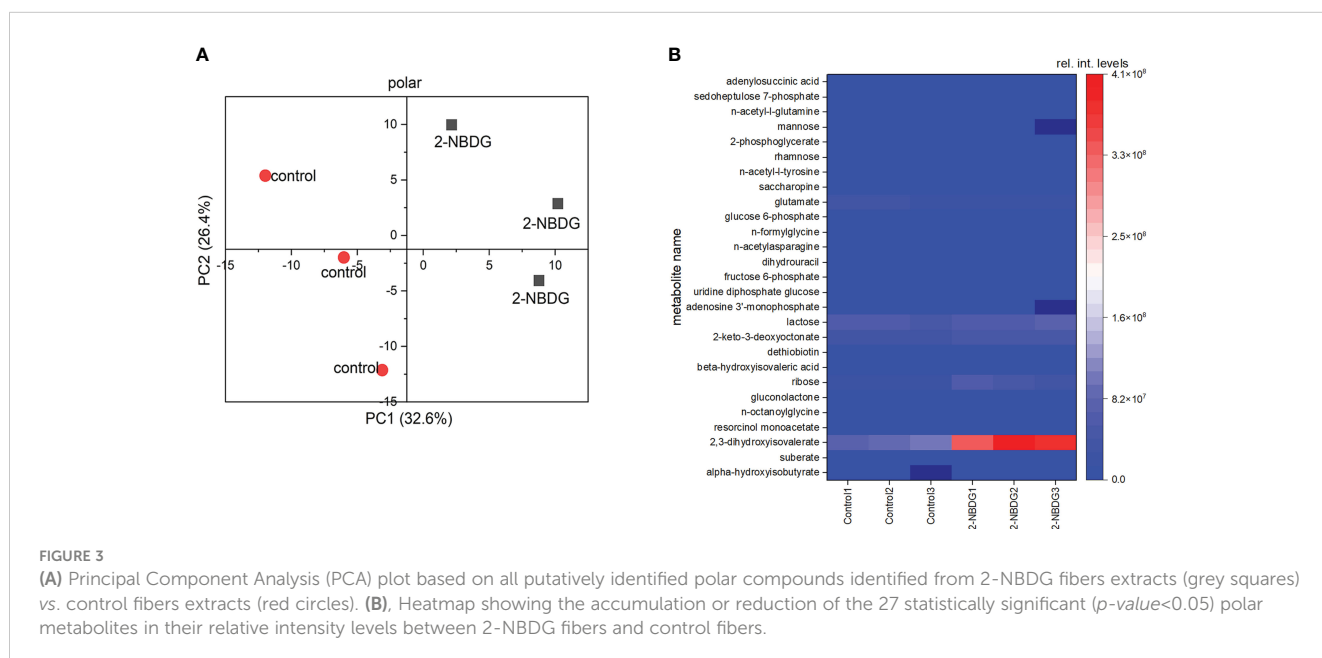 A
polar
10
5
0
-5
-10
-15
-15
-10
-5
0
5
10
2-NBDG
2-NBDG
2-NBDG
control
control
control
PC2 (26.4%)
PC1 (32.6%)
B
rel. int. levels
4.1×10⁸
3.3×10⁸
2.5×10⁸
1.6×10⁸
8.2×10⁷
0.0
metabolite name
adenylosuccinic acid
sedoheptulose 7-phosphate
n-acetyl-l-glutamine
mannose
2-phosphoglycerate
rhamnose
n-acetyl-l-tyrosine
saccharopine
glutamate
glucose 6-phosphate
n-formylglycine
n-acetylasparagine
dihydrouracil
fructose 6-phosphate
uridine diphosphate glucose
adenosine 3'-monophosphate
lactose
2-keto-3-deoxyoctonate
dethiobiotin
beta-hydroxyisovaleric acid
ribose
gluconolactone
n-octanoylglycine
resorcinol monoacetate
2,3-dihydroxyisovalerate
suberate
alpha-hydroxyisobutyrate
Control1
Control2
Control3
2-NBDG1
2-NBDG2
2-NBDG3
FIGURE 3
(A) Principal Component Analysis (PCA) plot based on all putatively identified polar compounds identified from 2-NBDG fibers extracts (grey squares)
vs. control fibers extracts (red circles). (B), Heatmap showing the accumulation or reduction of the 27 statistically significant (p-value<0.05) polar
metabolites in their relative intensity levels between 2-NBDG fibers and control fibers.